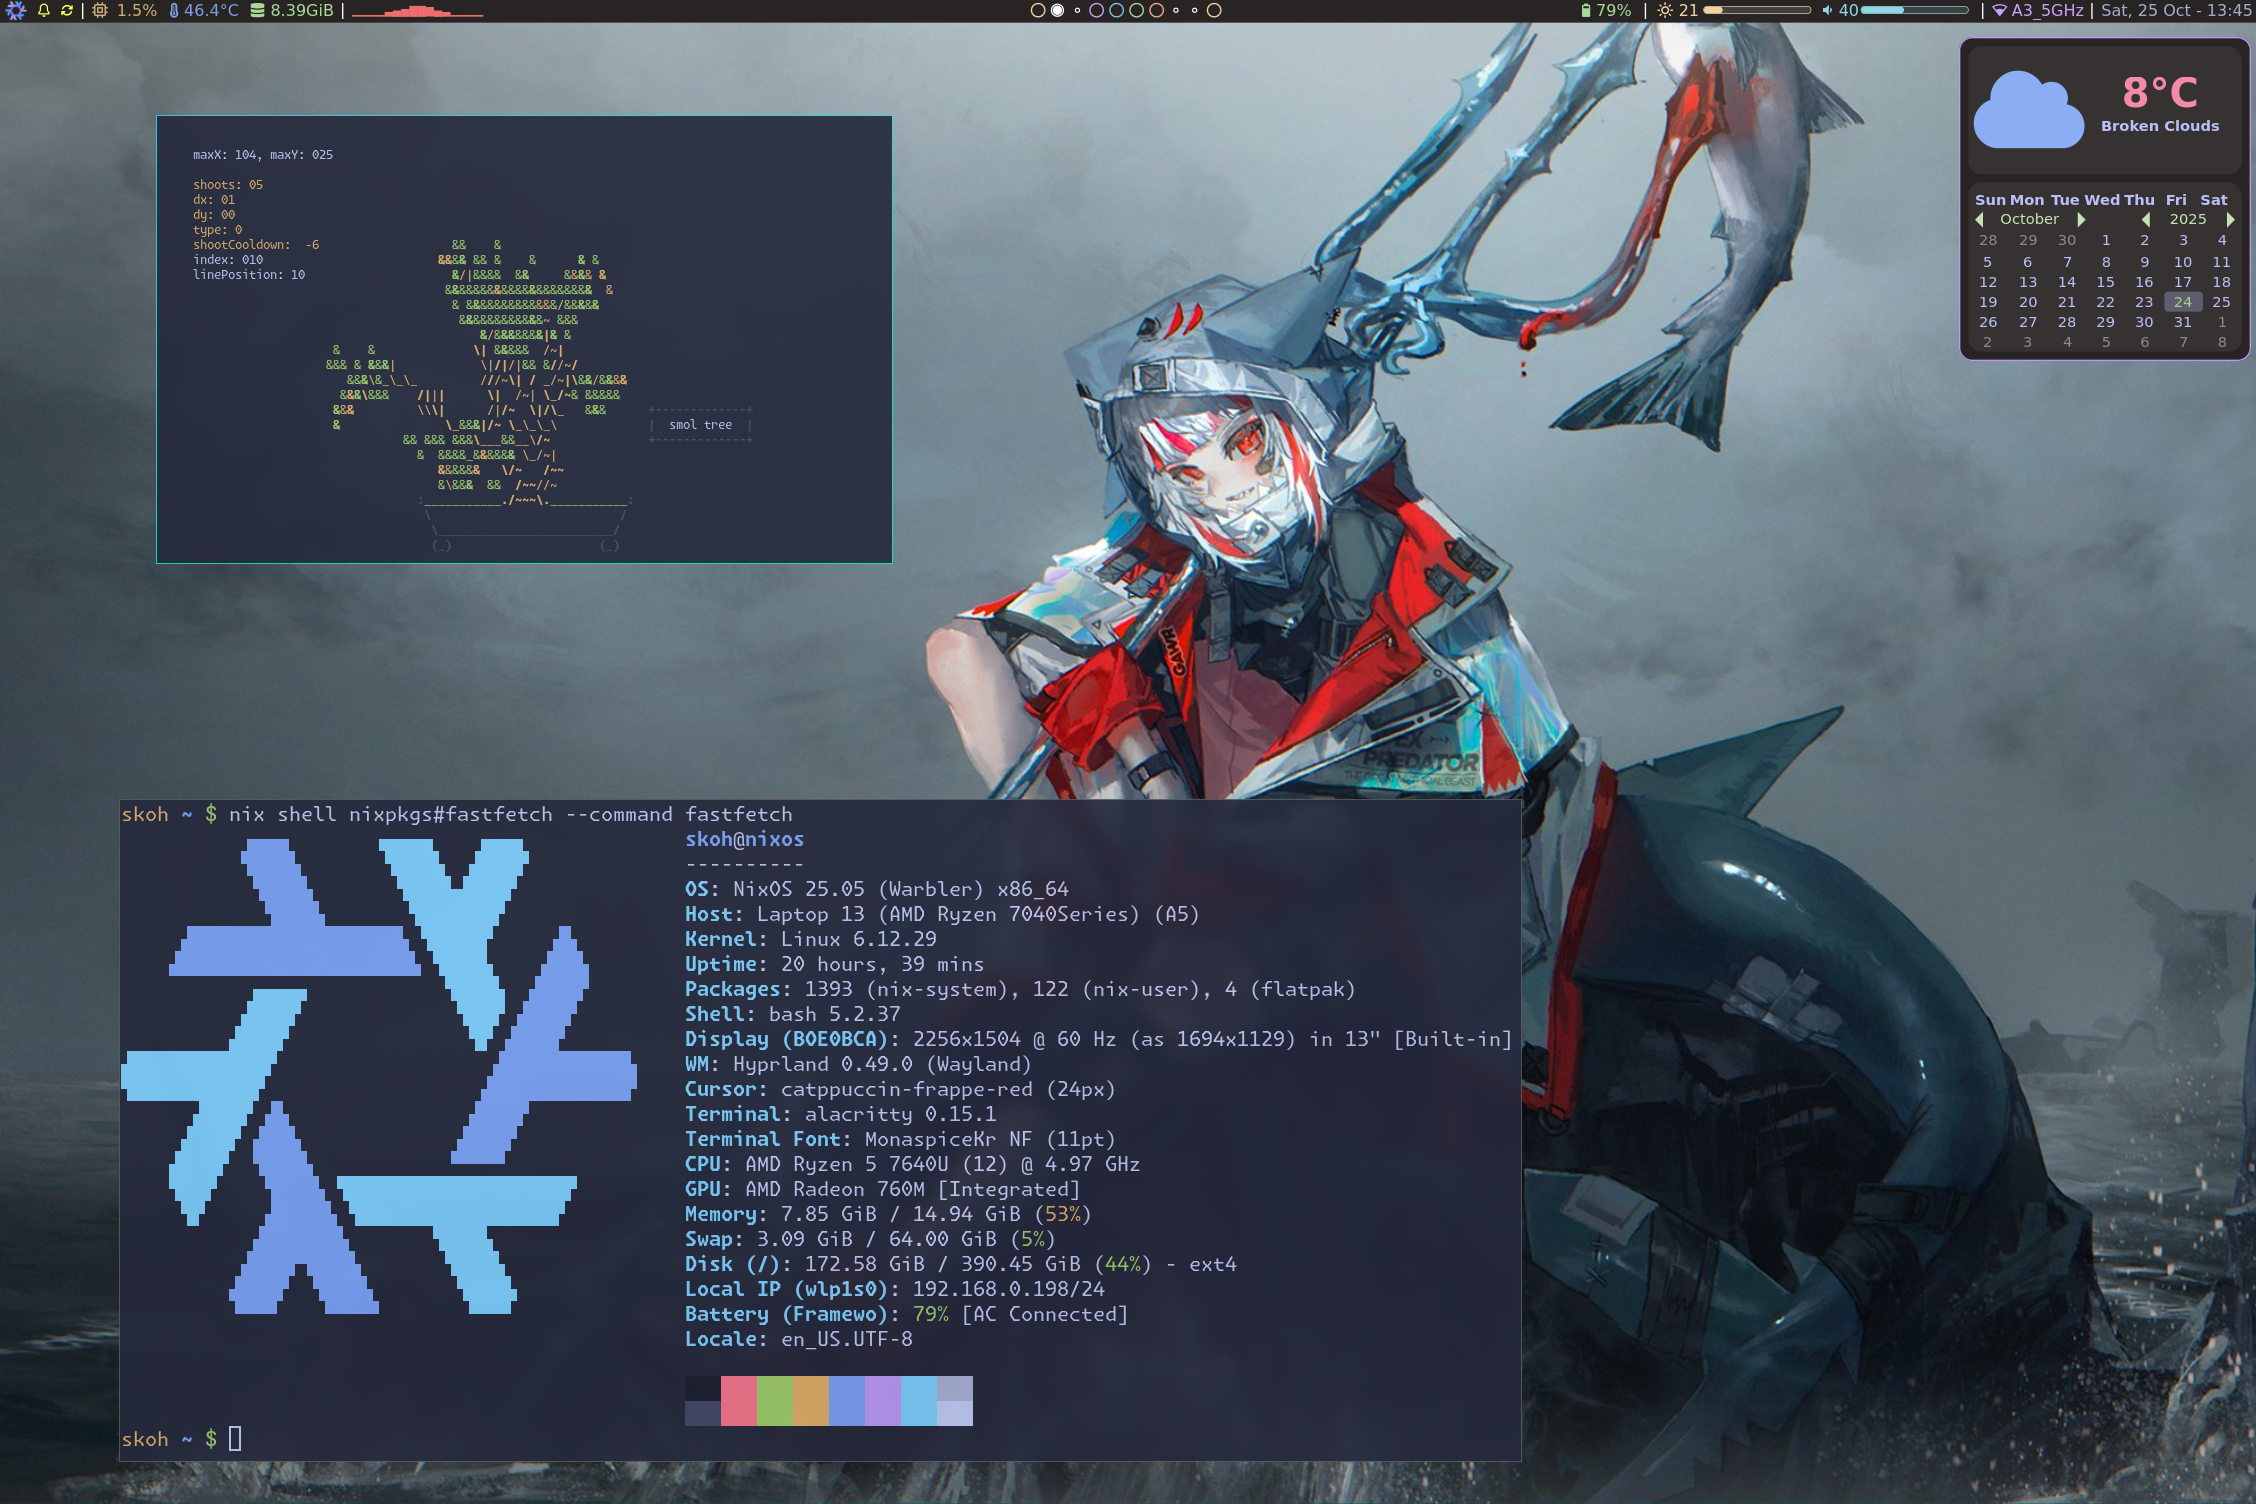 1.5% 46.4°C 8.39GiB
79% 21 40 A3_5GHz Sat, 25 Oct - 13:45
8°C
Broken Clouds
Sun Mon Tue Wed Thu Fri Sat
October 2025
28 29 30 1 2 3 4
5 6 7 8 9 10 11
12 13 14 15 16 17 18
19 20 21 22 23 24 25
26 27 28 29 30 31 1
2 3 4 5 6 7 8
maxX: 104, maxY: 025
shoots: 05
dx: 01
dy: 00
type: 0
shootCooldown: -6
index: 010
linePosition: 10
smol tree
GAWR
PREDATOR
skoh ~ $ nix shell nixpkgs#fastfetch --command fastfetch
skoh@nixos
----------
OS: NixOS 25.05 (Warbler) x86_64
Host: Laptop 13 (AMD Ryzen 7040Series) (A5)
Kernel: Linux 6.12.29
Uptime: 20 hours, 39 mins
Packages: 1393 (nix-system), 122 (nix-user), 4 (flatpak)
Shell: bash 5.2.37
Display (BOE0BCA): 2256x1504 @ 60 Hz (as 1694x1129) in 13" [Built-in]
WM: Hyprland 0.49.0 (Wayland)
Cursor: catppuccin-frappe-red (24px)
Terminal: alacritty 0.15.1
Terminal Font: MonaspiceKr NF (11pt)
CPU: AMD Ryzen 5 7640U (12) @ 4.97 GHz
GPU: AMD Radeon 760M [Integrated]
Memory: 7.85 GiB / 14.94 GiB (53%)
Swap: 3.09 GiB / 64.00 GiB (5%)
Disk (/): 172.58 GiB / 390.45 GiB (44%) - ext4
Local IP (wlp1s0): 192.168.0.198/24
Battery (Framewo): 79% [AC Connected]
Locale: en_US.UTF-8
skoh ~ $